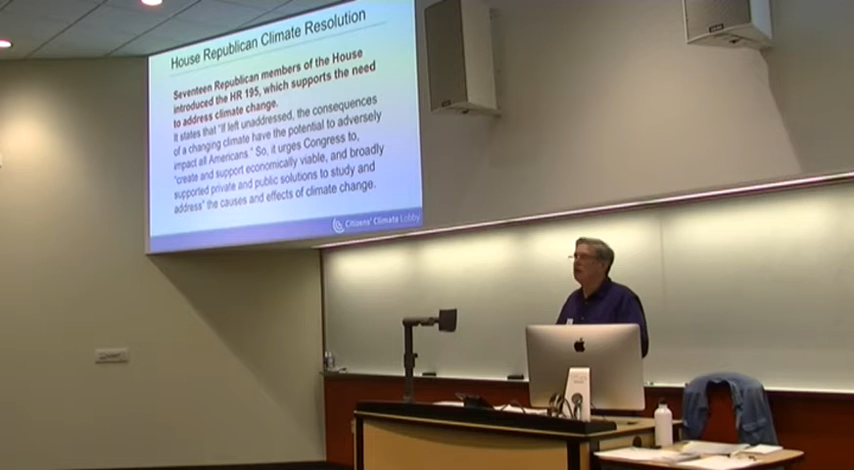 House Republican Climate Resolution
Seventeen Republican members of the House
introduced the HR 195, which supports the need
to address climate change.
It states that "if left unaddressed, the consequences
of a changing climate have the potential to adversely
impact all Americans." So, it urges Congress to,
"create and support economically viable, and broadly
supported private and public solutions to study and
address" the causes and effects of climate change.
Citizens' Climate Lobby